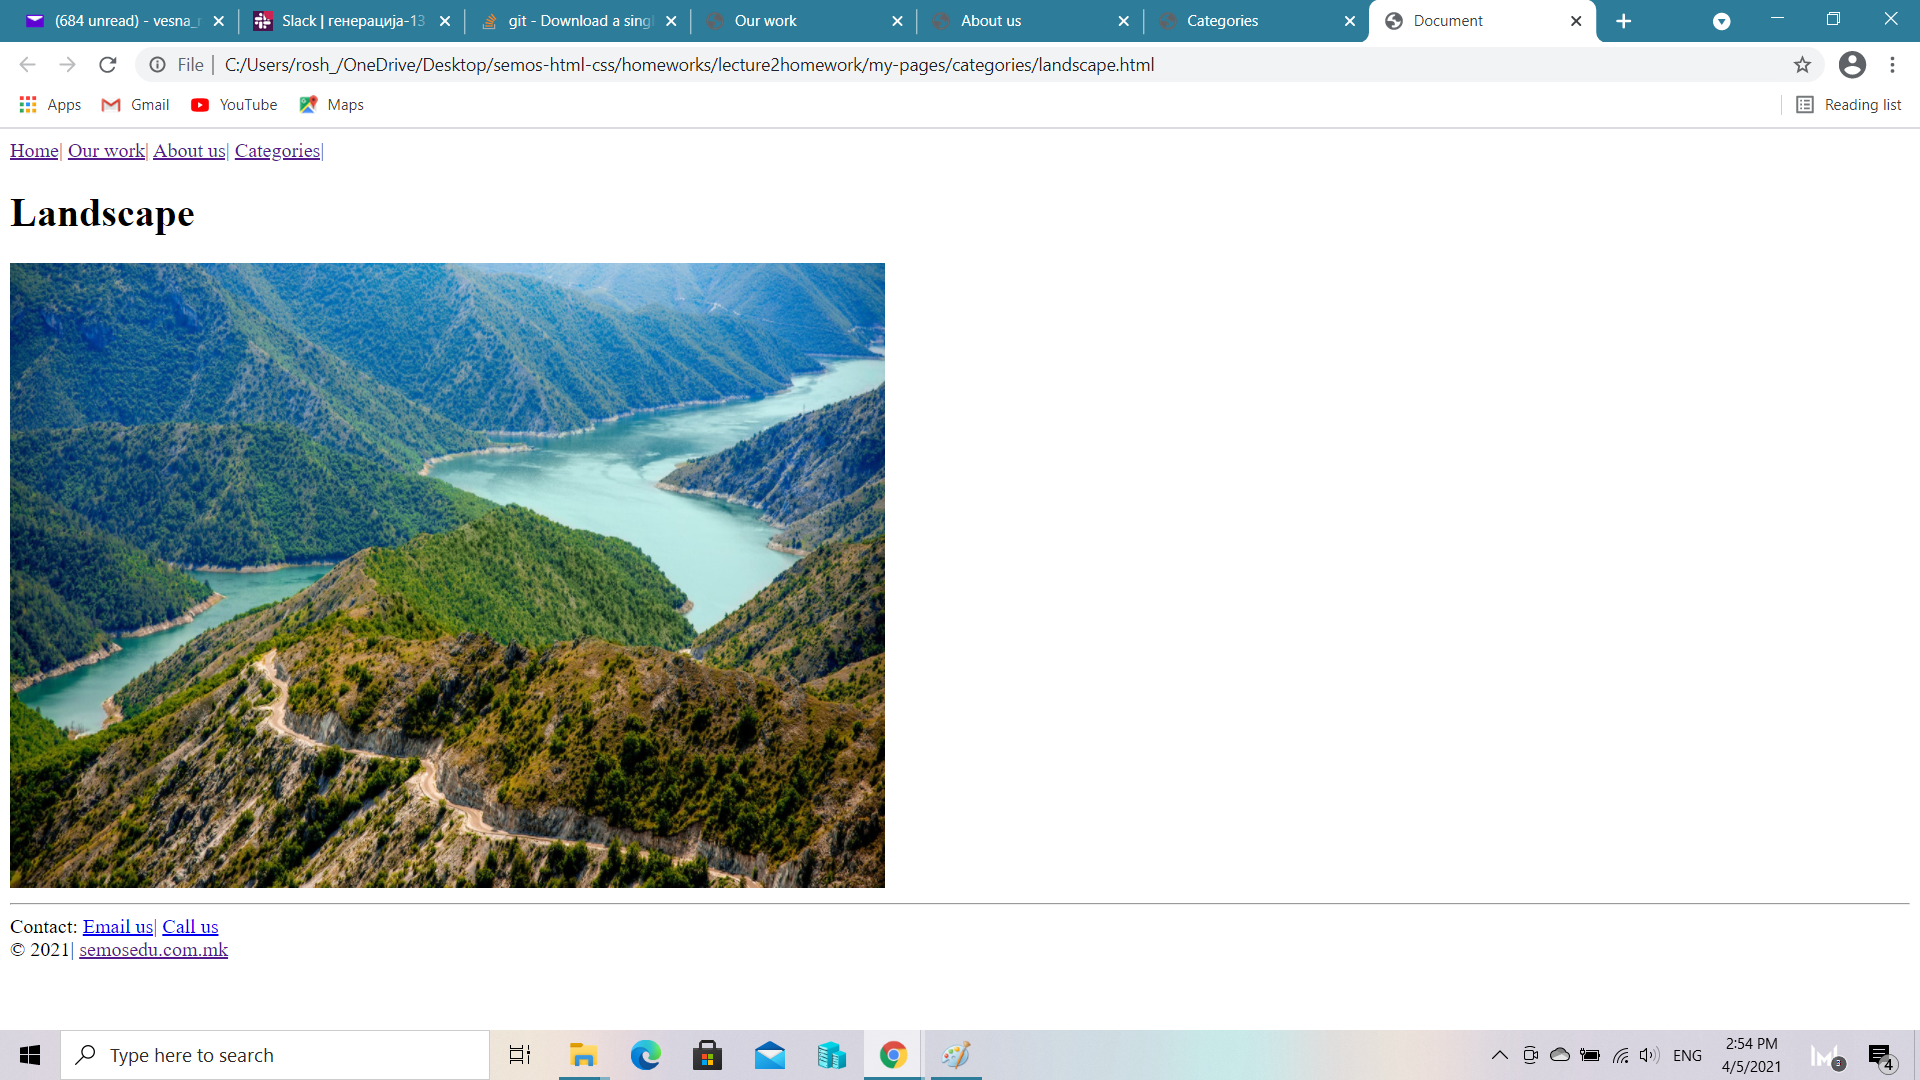 (684 unread) - vesna_r
Slack | генерација-13
git - Download a singl
Our work
About us
Categories
Document
File | C:/Users/rosh_/OneDrive/Desktop/semos-html-css/homeworks/lecture2homework/my-pages/categories/landscape.html
Apps Gmail YouTube Maps Reading list
Home| Our work| About us| Categories|
Landscape
Contact: Email us| Call us
© 2021| semosedu.com.mk
Type here to search
ENG
2:54 PM
4/5/2021
3
4